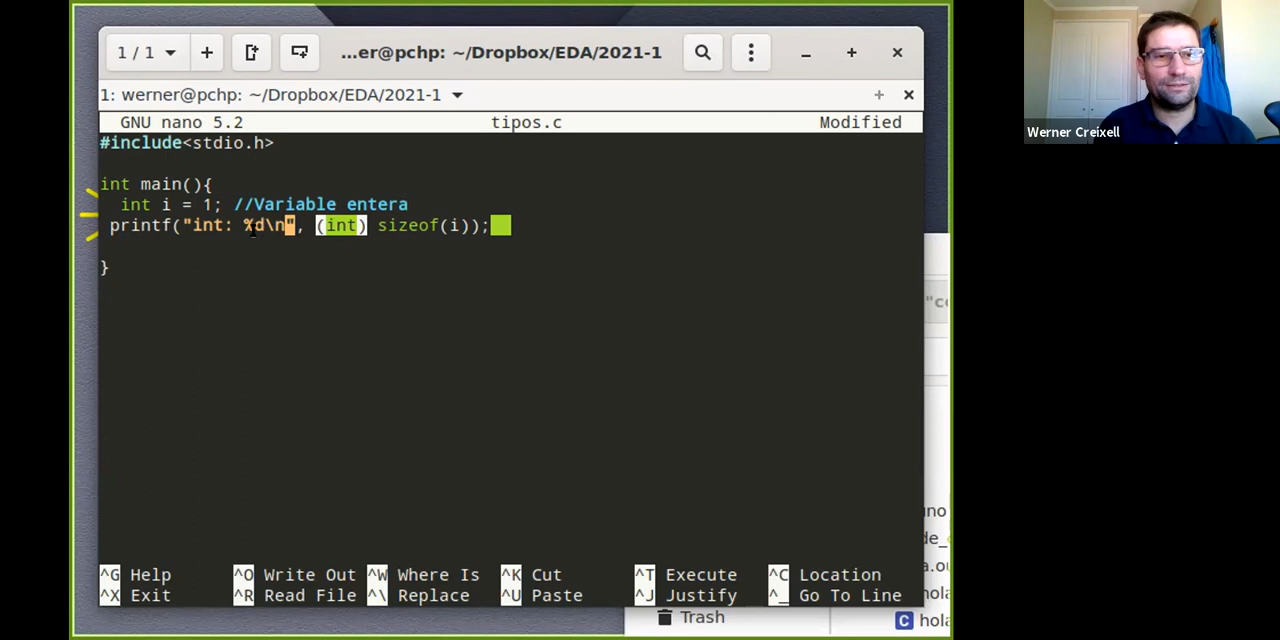 1 / 1
…er@pchp: ~/Dropbox/EDA/2021-1
1: werner@pchp: ~/Dropbox/EDA/2021-1
GNU nano 5.2 tipos.c Modified
#include<stdio.h>
int main(){
int i = 1; //Variable entera
printf("int: %d\n", (int) sizeof(i));
}
^G Help ^O Write Out ^W Where Is ^K Cut ^T Execute ^C Location
^X Exit ^R Read File ^\ Replace ^U Paste ^J Justify ^_ Go To Line
Trash
C
Werner Creixell